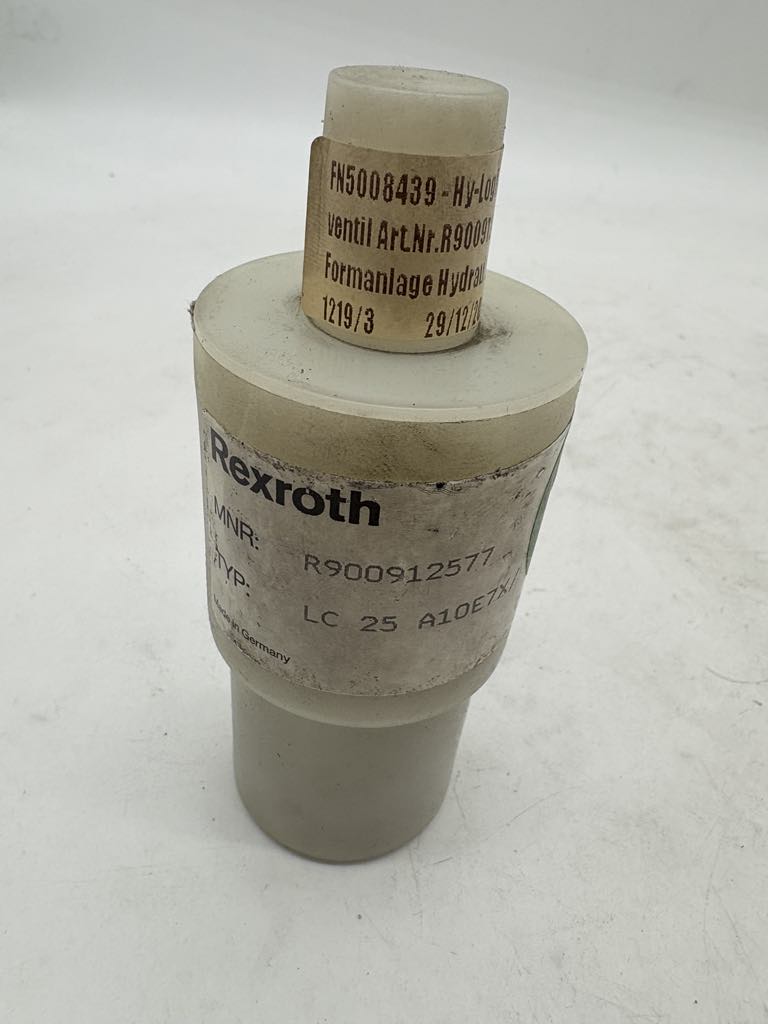 FN5008439 - Hy-Log
ventil Art.Nr.R9009
Formanlage Hydrau
1219/3 29/12/20
Rexroth
MNR: R900912577
TYP: LC 25 A10E7X/
Made in Germany